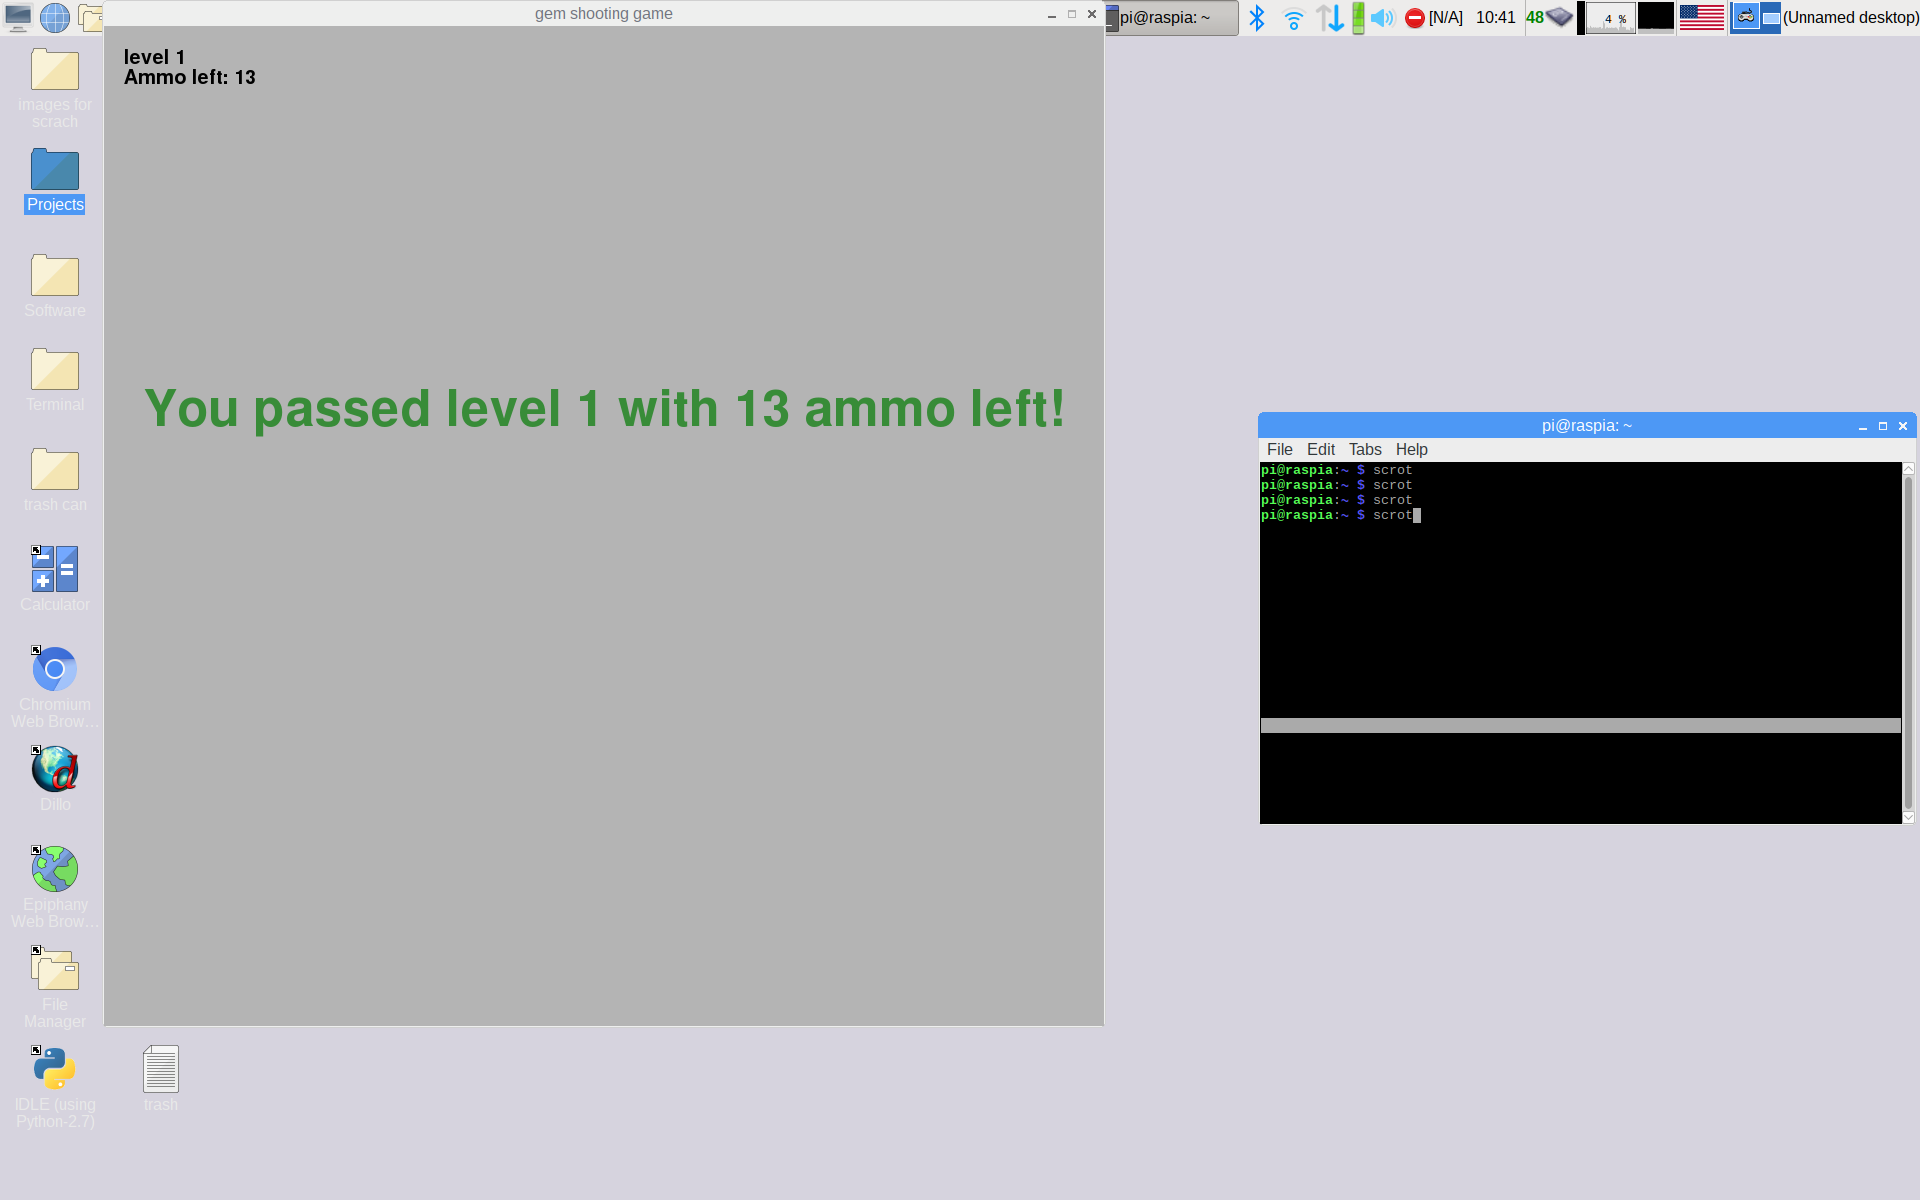 gem shooting game
pi@raspia: ~
[N/A]
10:41
48
4 %
(Unnamed desktop)
level 1
Ammo left: 13
You passed level 1 with 13 ammo left!
images for
scrach
Projects
Software
Terminal
trash can
Calculator
Chromium
Web Brow...
Dillo
Epiphany
Web Brow...
File
Manager
IDLE (using
Python-2.7)
trash
pi@raspia: ~
File Edit Tabs Help
pi@raspia:~ $ scrot
pi@raspia:~ $ scrot
pi@raspia:~ $ scrot
pi@raspia:~ $ scrot